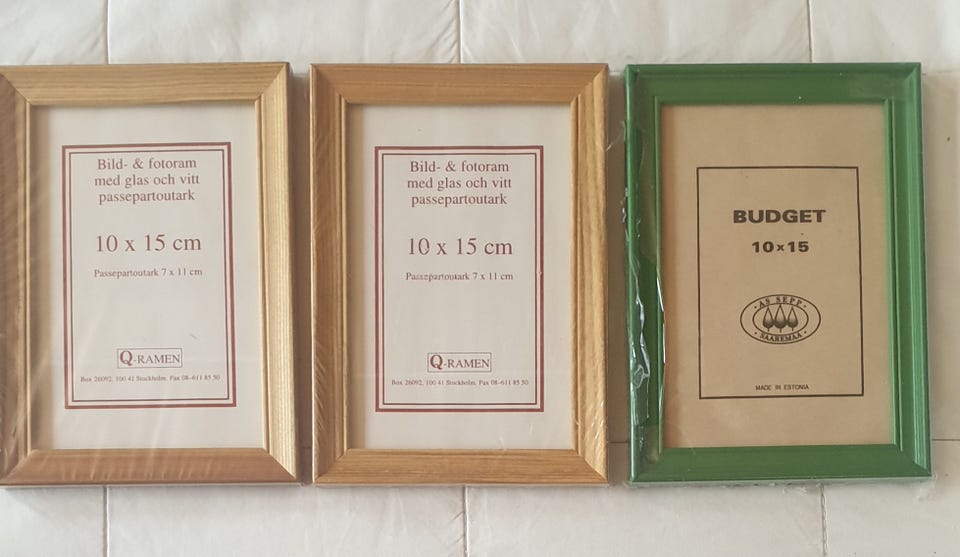 Bild- & fotoram
med glas och vitt
passepartoutark
10 x 15 cm
Passepartoutark 7 x 11 cm
Q-RAMEN
Box 26092, 100 41 Stockholm. Fax 08-611 85 50
Bild- & fotoram
med glas och vitt
passepartoutark
10 x 15 cm
Passepartoutark 7 x 11 cm
Q-RAMEN
Box 26092, 100 41 Stockholm. Fax 08-611 85 50
BUDGET
10×15
·AS SEPP·
SAAREMAA
MADE IN ESTONIA